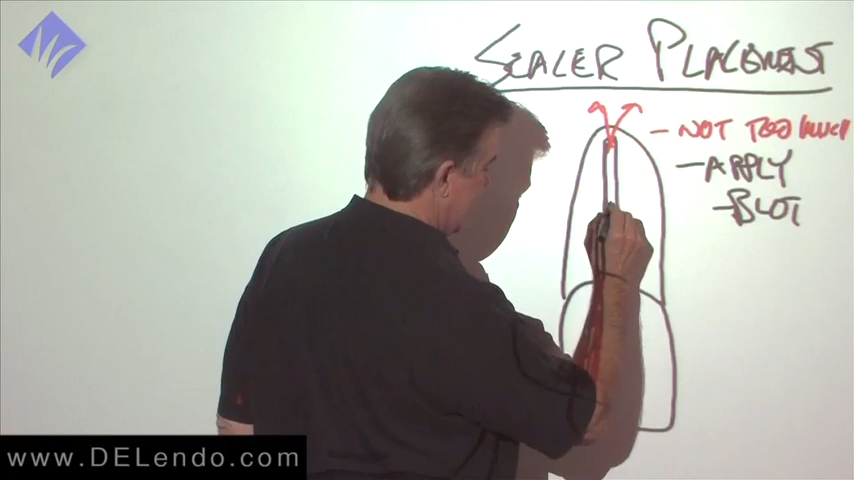 SEALER PLACEMENT
- NOT TOO MUCH
- APPLY
- BLOT
www.DELendo.com